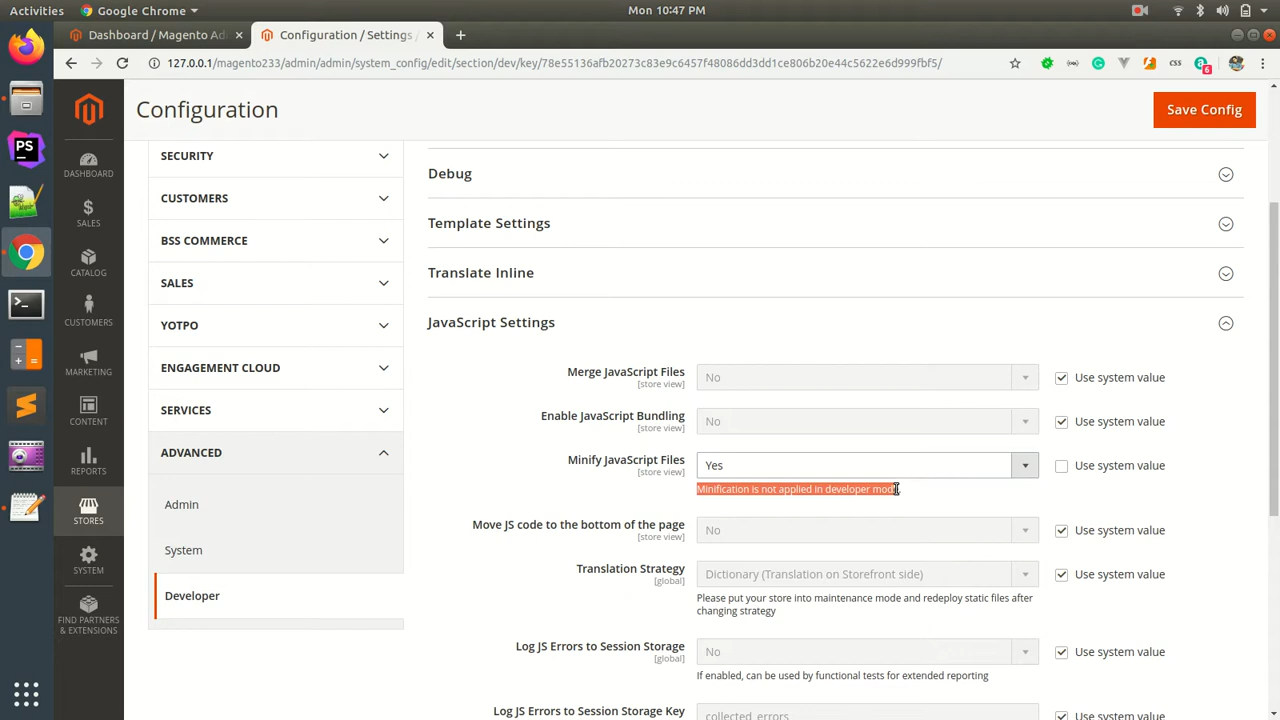 Activities
Google Chrome
Mon 10:47 PM
Dashboard / Magento Ad
Configuration / Settings /
127.0.0.1/magento233/admin/admin/system_config/edit/section/dev/key/78e55136afb20273c83e9c6457f48086dd3dd1ce806b20e44c5622e6d999fbf5/
CSS
6
PS
Configuration
Save Config
DASHBOARD
SALES
CATALOG
CUSTOMERS
MARKETING
CONTENT
REPORTS
STORES
SYSTEM
FIND PARTNERS
& EXTENSIONS
SECURITY
CUSTOMERS
BSS COMMERCE
SALES
YOTPO
ENGAGEMENT CLOUD
SERVICES
ADVANCED
Admin
System
Developer
Debug
Template Settings
Translate Inline
JavaScript Settings
Merge JavaScript Files
[store view]
No
Use system value
Enable JavaScript Bundling
[store view]
No
Use system value
Minify JavaScript Files
[store view]
Yes
Use system value
Minification is not applied in developer mode.
Move JS code to the bottom of the page
[store view]
No
Use system value
Translation Strategy
[global]
Dictionary (Translation on Storefront side)
Use system value
Please put your store into maintenance mode and redeploy static files after
changing strategy
Log JS Errors to Session Storage
[global]
No
Use system value
If enabled, can be used by functional tests for extended reporting
Log JS Errors to Session Storage Key
collected_errors
Use system value